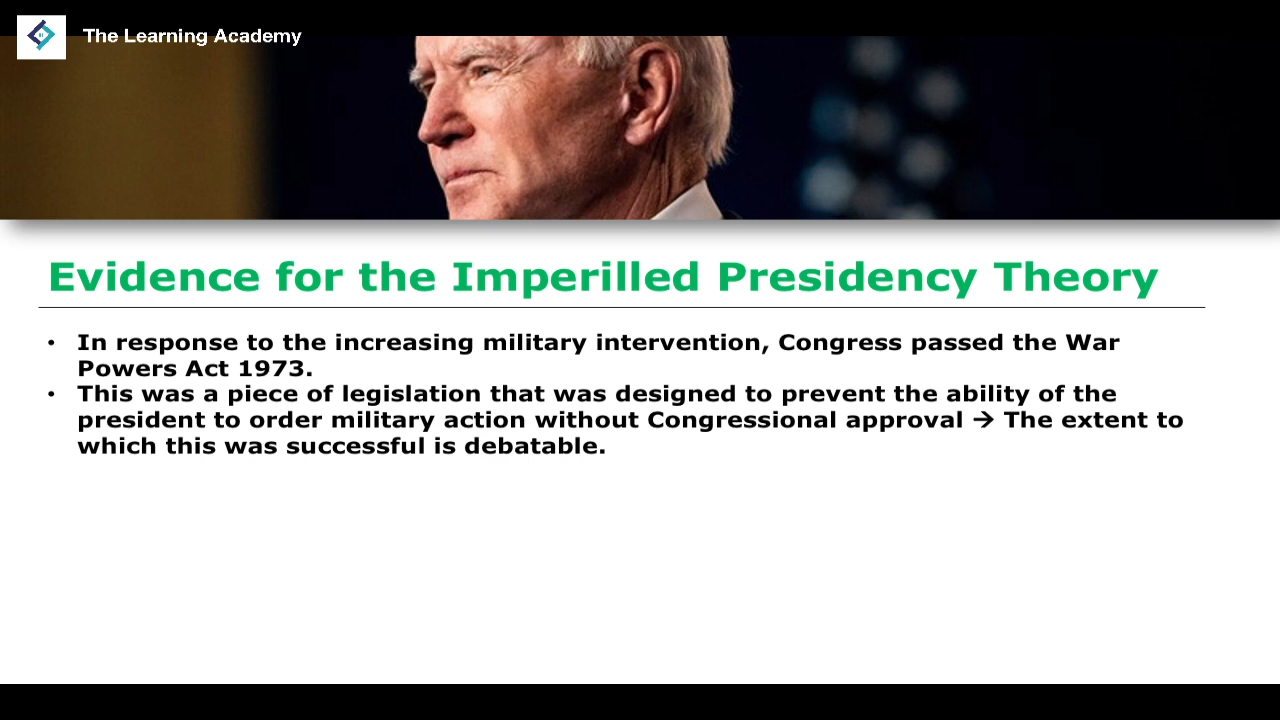 The Learning Academy
Evidence for the Imperilled Presidency Theory
• In response to the increasing military intervention, Congress passed the War
Powers Act 1973.
• This was a piece of legislation that was designed to prevent the ability of the
president to order military action without Congressional approval → The extent to
which this was successful is debatable.